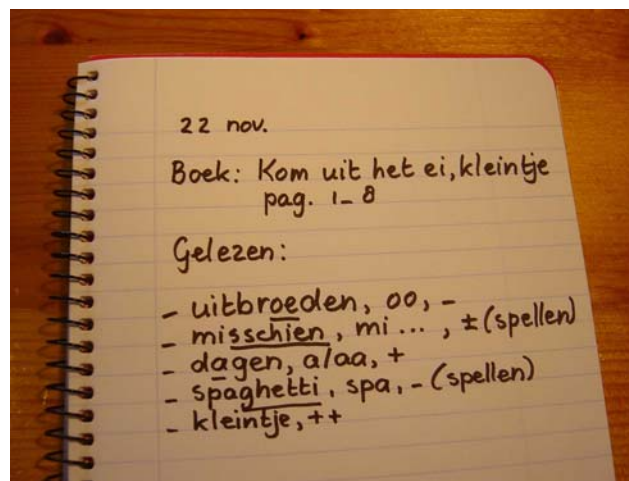 22 nov.
Boek: Kom uit het ei, kleintje
pag. 1-8
Gelezen:
- uitbroeden, oo, -
- misschien, mi..., ± (spellen)
- dagen, a/aa, +
- spaghetti, spa, - (spellen)
- kleintje, ++